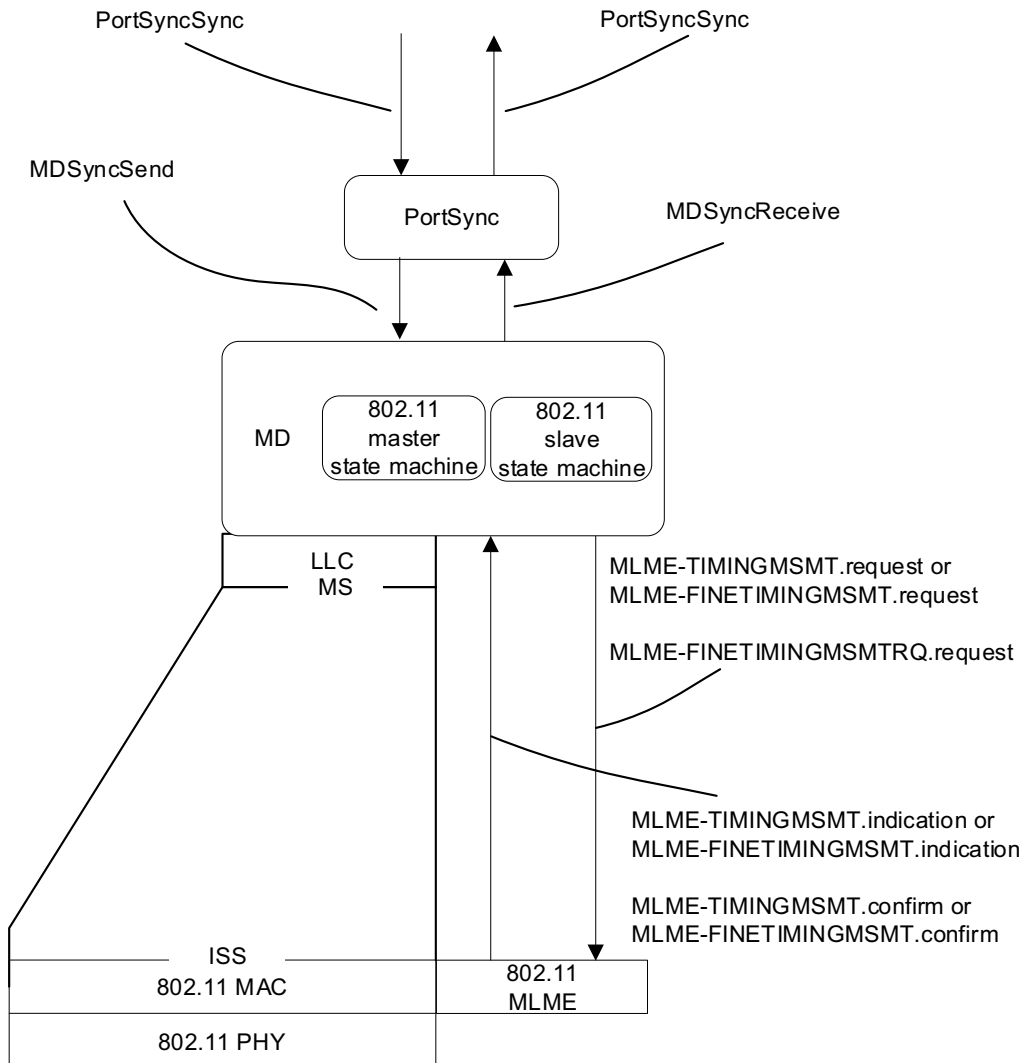 PortSyncSync
PortSyncSync
MDSyncSend
PortSync
MDSyncReceive
MD
802.11
master
state machine
802.11
slave
state machine
LLC
MS
MLME-TIMINGMSMT.request or
MLME-FINETIMINGMSMT.request
MLME-FINETIMINGMSMTRQ.request
MLME-TIMINGMSMT.indication or
MLME-FINETIMINGMSMT.indication
MLME-TIMINGMSMT.confirm or
MLME-FINETIMINGMSMT.confirm
ISS
802.11 MAC
802.11
MLME
802.11 PHY